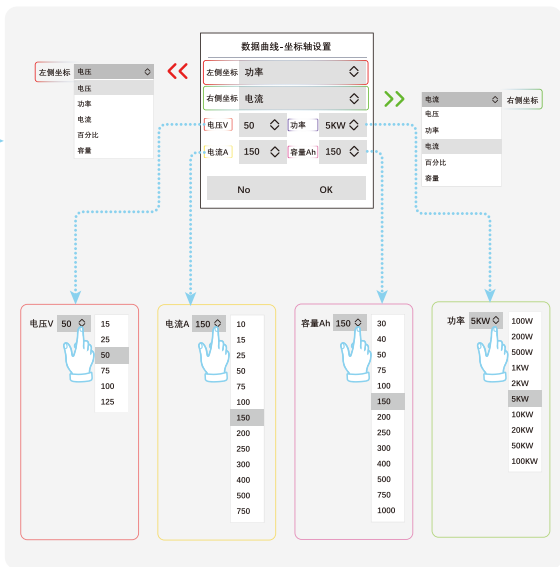 数据曲线-坐标轴设置
左侧坐标 功率
右侧坐标 电流
电压V 50 功率 5KW
电流A 150 容量Ah 150
No OK
左侧坐标 电压
电压
功率
电流
百分比
容量
电流 右侧坐标
电压
功率
电流
百分比
容量
电压V 50
15
25
50
75
100
125
电流A 150
10
15
25
50
75
100
150
200
250
300
400
500
750
容量Ah 150
30
40
50
75
100
150
200
250
300
400
500
750
1000
功率 5KW
100W
200W
500W
1KW
2KW
5KW
10KW
20KW
50KW
100KW